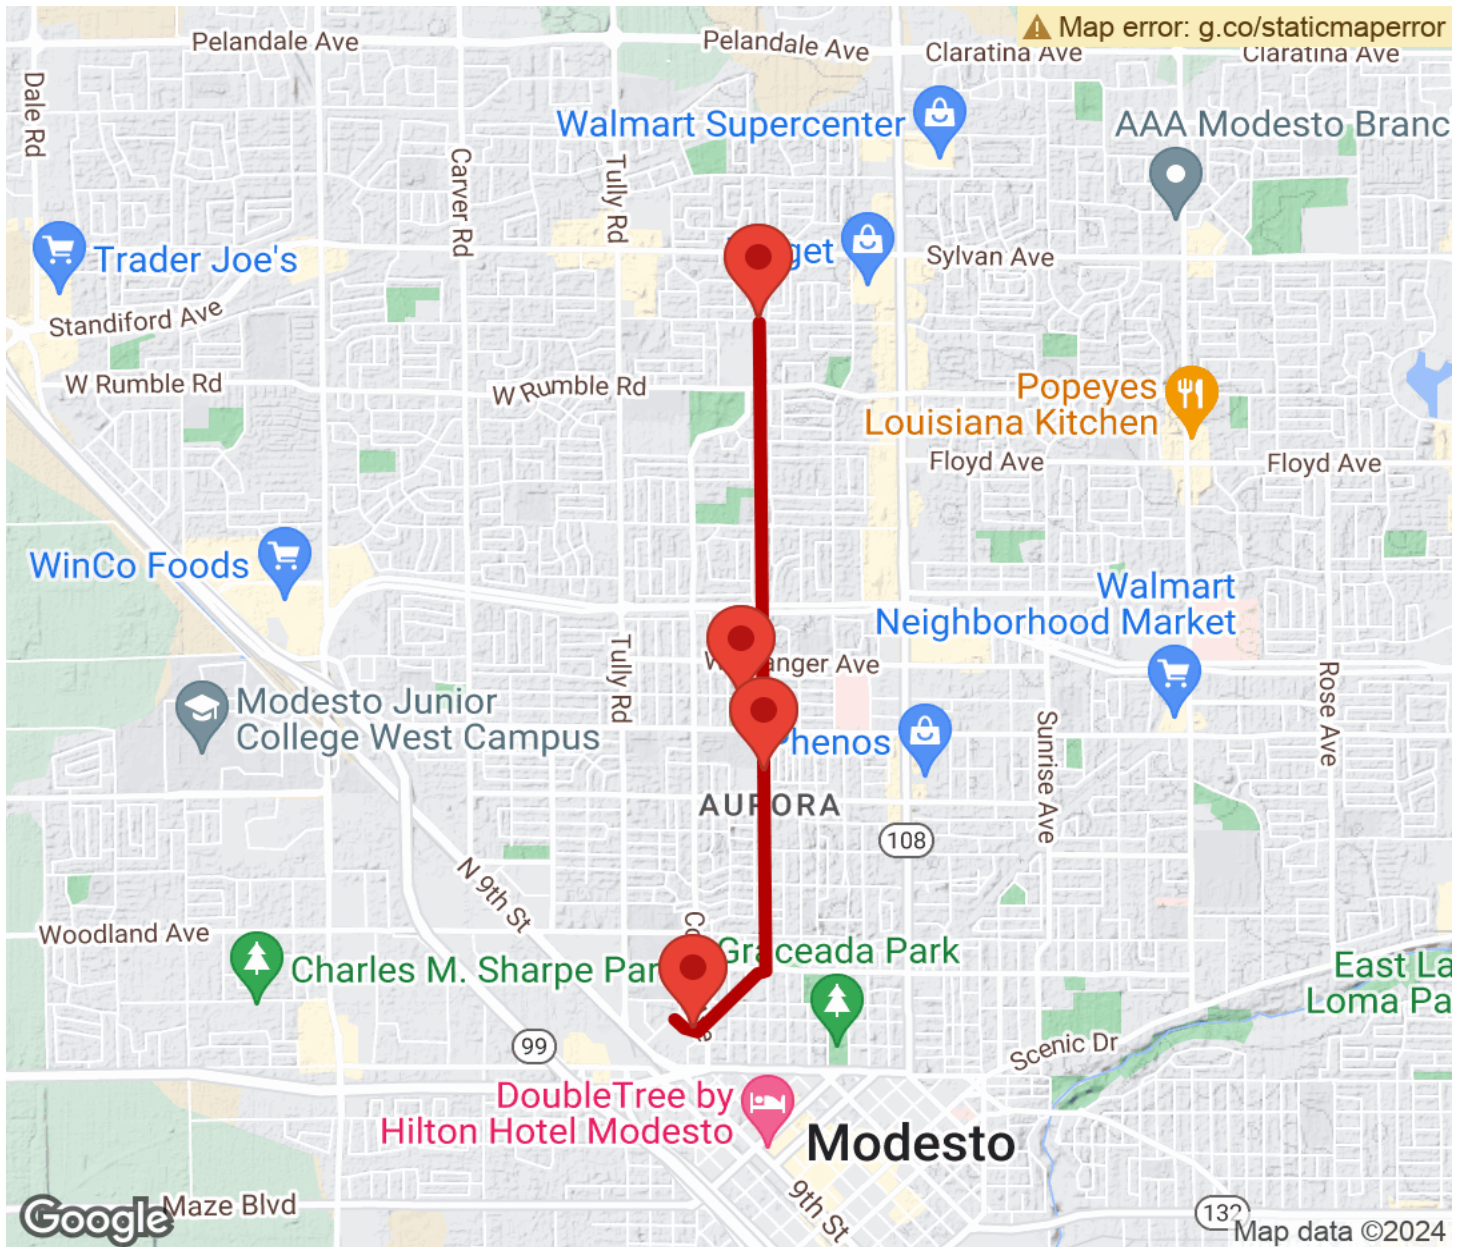 Map error: g.co/staticmaperror
Pelandale Ave
Pelandale Ave
Claratina Ave
Claratina Ave
Dale Rd
Walmart Supercenter
AAA Modesto Branc
Carver Rd
Tully Rd
Trader Joe's
get
Sylvan Ave
Standiford Ave
W Rumble Rd
W Rumble Rd
Popeyes
Louisiana Kitchen
Floyd Ave
Floyd Ave
WinCo Foods
Walmart
Neighborhood Market
Tully Rd
W
anger Ave
Rose Ave
Modesto Junior
College West Campus
Phenos
Sunrise Ave
AURORA
108
N 9th St
Woodland Ave
Co
Graceada Park
Charles M. Sharpe Par
East La
Loma Pa
99
Scenic Dr
DoubleTree by
Hilton Hotel Modesto
Modesto
9th St
Maze Blvd
132
Google
Map data ©2024